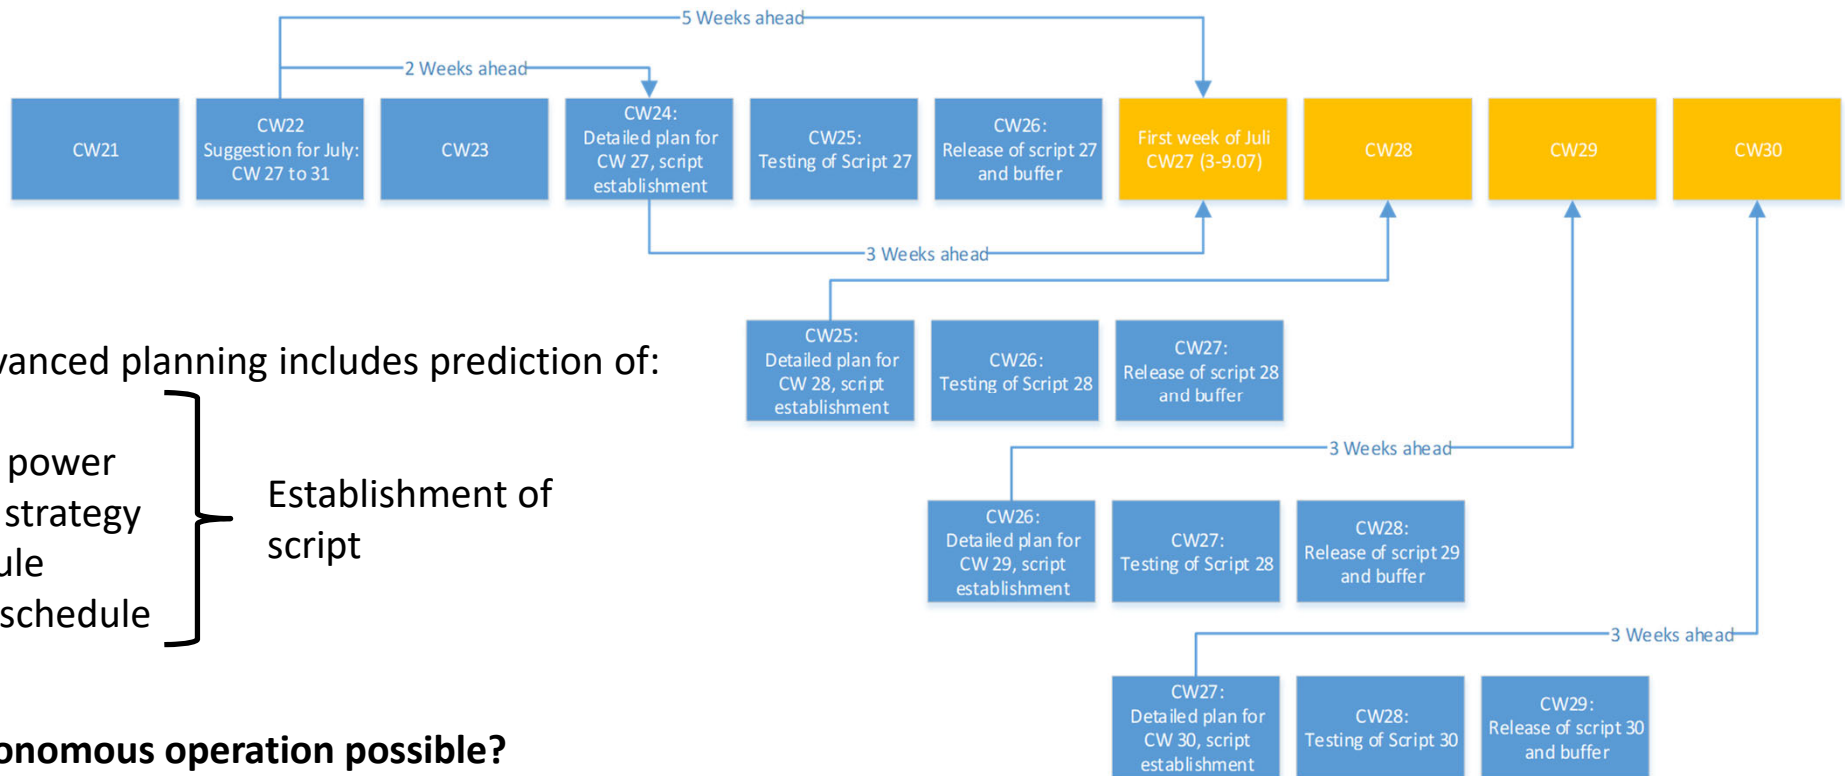 5 Weeks ahead
2 Weeks ahead
CW21
CW22
Suggestion for July:
CW 27 to 31
CW23
CW24:
Detailed plan for
CW 27, script
establishment
CW25:
Testing of Script 27
CW26:
Release of script 27
and buffer
First week of Juli
CW27 (3-9.07)
CW28
CW29
CW30
3 Weeks ahead
CW25:
Detailed plan for
CW 28, script
establishment
CW26:
Testing of Script 28
CW27:
Release of script 28
and buffer
vanced planning includes prediction of:
power
strategy
ule
schedule
Establishment of
script
3 Weeks ahead
CW26:
Detailed plan for
CW 29, script
establishment
CW27:
Testing of Script 28
CW28:
Release of script 29
and buffer
3 Weeks ahead
CW27:
Detailed plan for
CW 30, script
establishment
CW28:
Testing of Script 30
CW29:
Release of script 30
and buffer
onomous operation possible?